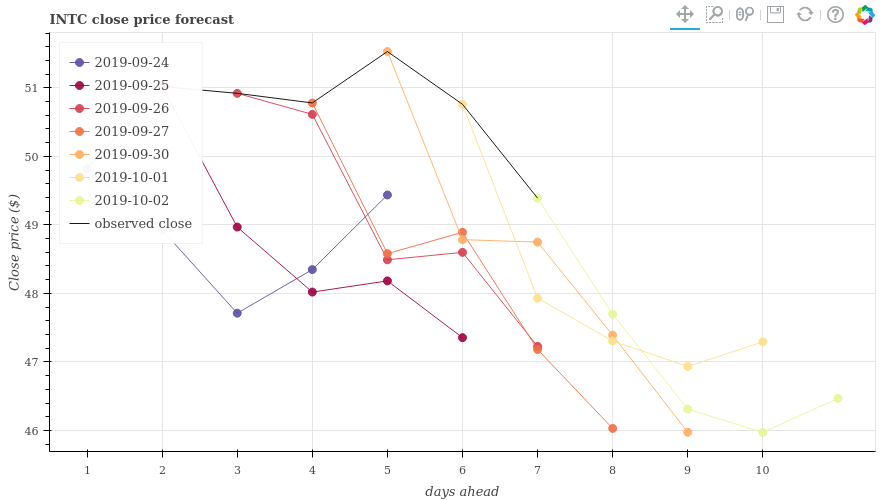 INTC close price forecast
2019-09-24
2019-09-25
2019-09-26
2019-09-27
2019-09-30
2019-10-01
2019-10-02
observed close
Close price ($)
51
50
49
48
47
46
1 2 3 4 5 6 7 8 9 10
days ahead